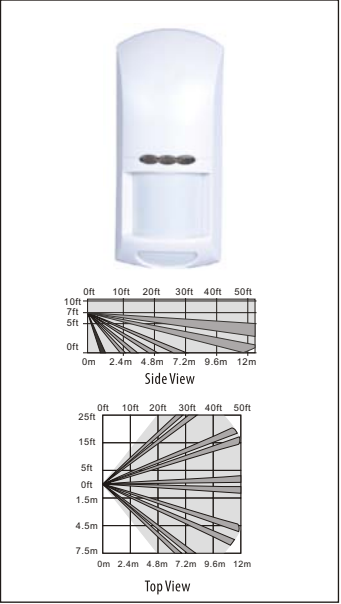 0ft 10ft 20ft 30ft 40ft 50ft
10ft
7ft
5ft
0ft
0m 2.4m 4.8m 7.2m 9.6m 12m
Side View
0ft 10ft 20ft 30ft 40ft 50ft
25ft
15ft
5ft
0ft
1.5m
4.5m
7.5m
0m 2.4m 4.8m 7.2m 9.6m 12m
Top View